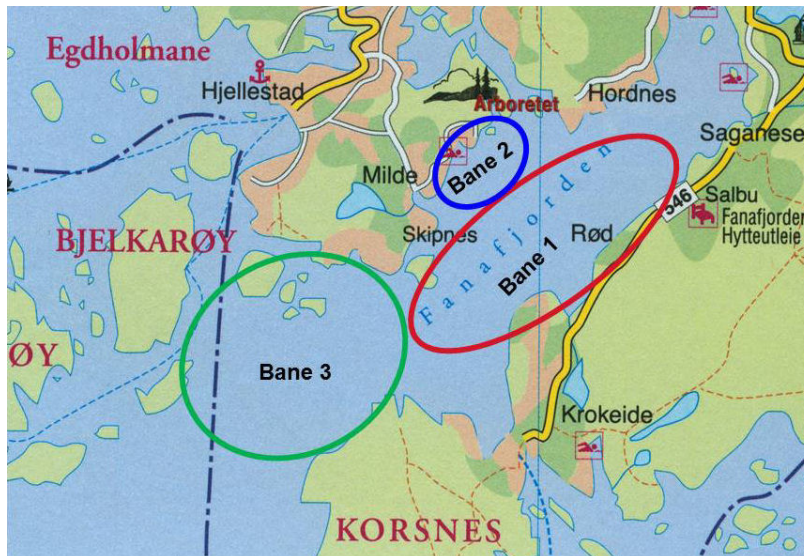 Egdholmane
Hjellestad
Arboretet
Hordnes
Saganeset
Milde
Bane 2
546
Salbu
Fanafjorden
Hytteutleie
BJELKARØY
Skipnes
Fanafjorden
Rød
Bane 1
ØY
Bane 3
Krokeide
KORSNES